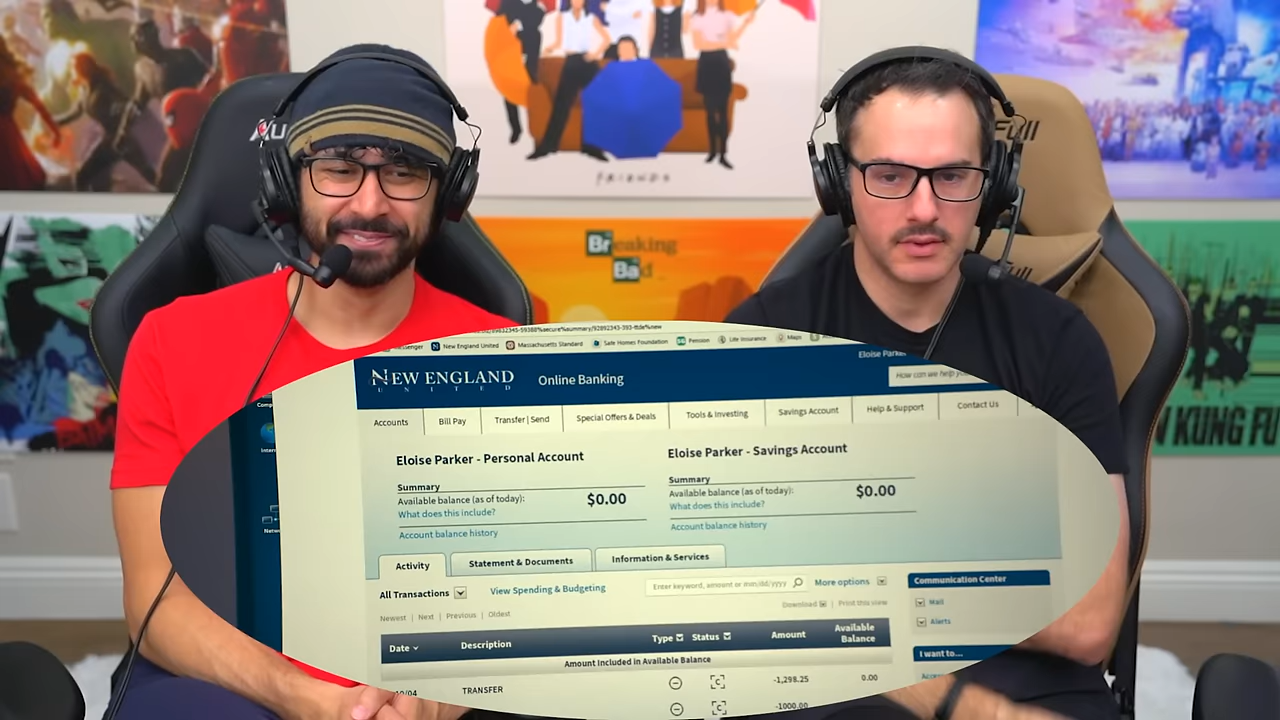 FRIENDS
Breaking
Bad
Full
Full
KUNG FU
New England United
Massachusetts Standard
Safe Homes Foundation
Pension
Life Insurance
Maps
NEW ENGLAND
UNITED
Online Banking
Eloise Parker
How can we help
Accounts
Bill Pay
Transfer | Send
Special Offers & Deals
Tools & Investing
Savings Account
Help & Support
Contact Us
Eloise Parker - Personal Account
Summary
Available balance (as of today):
$0.00
What does this include?
Account balance history
Eloise Parker - Savings Account
Summary
Available balance (as of today):
$0.00
What does this include?
Account balance history
Activity
Statement & Documents
Information & Services
All Transactions
View Spending & Budgeting
Enter keyword, amount or mm/dd/yyyy
More options
Newest | Next | Previous | Oldest
Download | Print this view
Date
Description
Type
Status
Amount
Available
Balance
Amount Included in Available Balance
10/04 TRANSFER [c] -1,298.25 0.00
[c] -1000.00
Communication Center
Mail
Alerts
I want to...